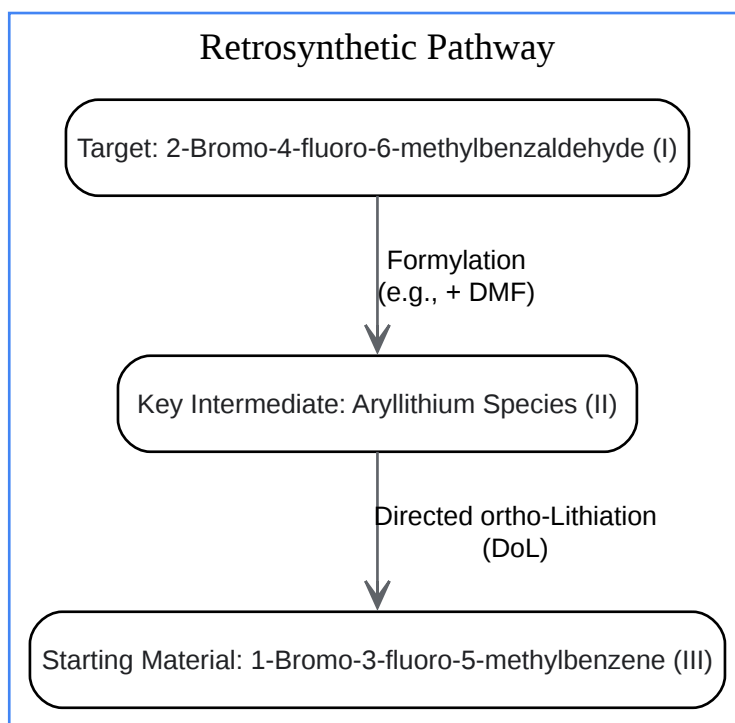 Retrosynthetic Pathway
Target: 2-Bromo-4-fluoro-6-methylbenzaldehyde (I)
Formylation
(e.g., + DMF)
Key Intermediate: Aryllithium Species (II)
Directed ortho-Lithiation
(DoL)
Starting Material: 1-Bromo-3-fluoro-5-methylbenzene (III)